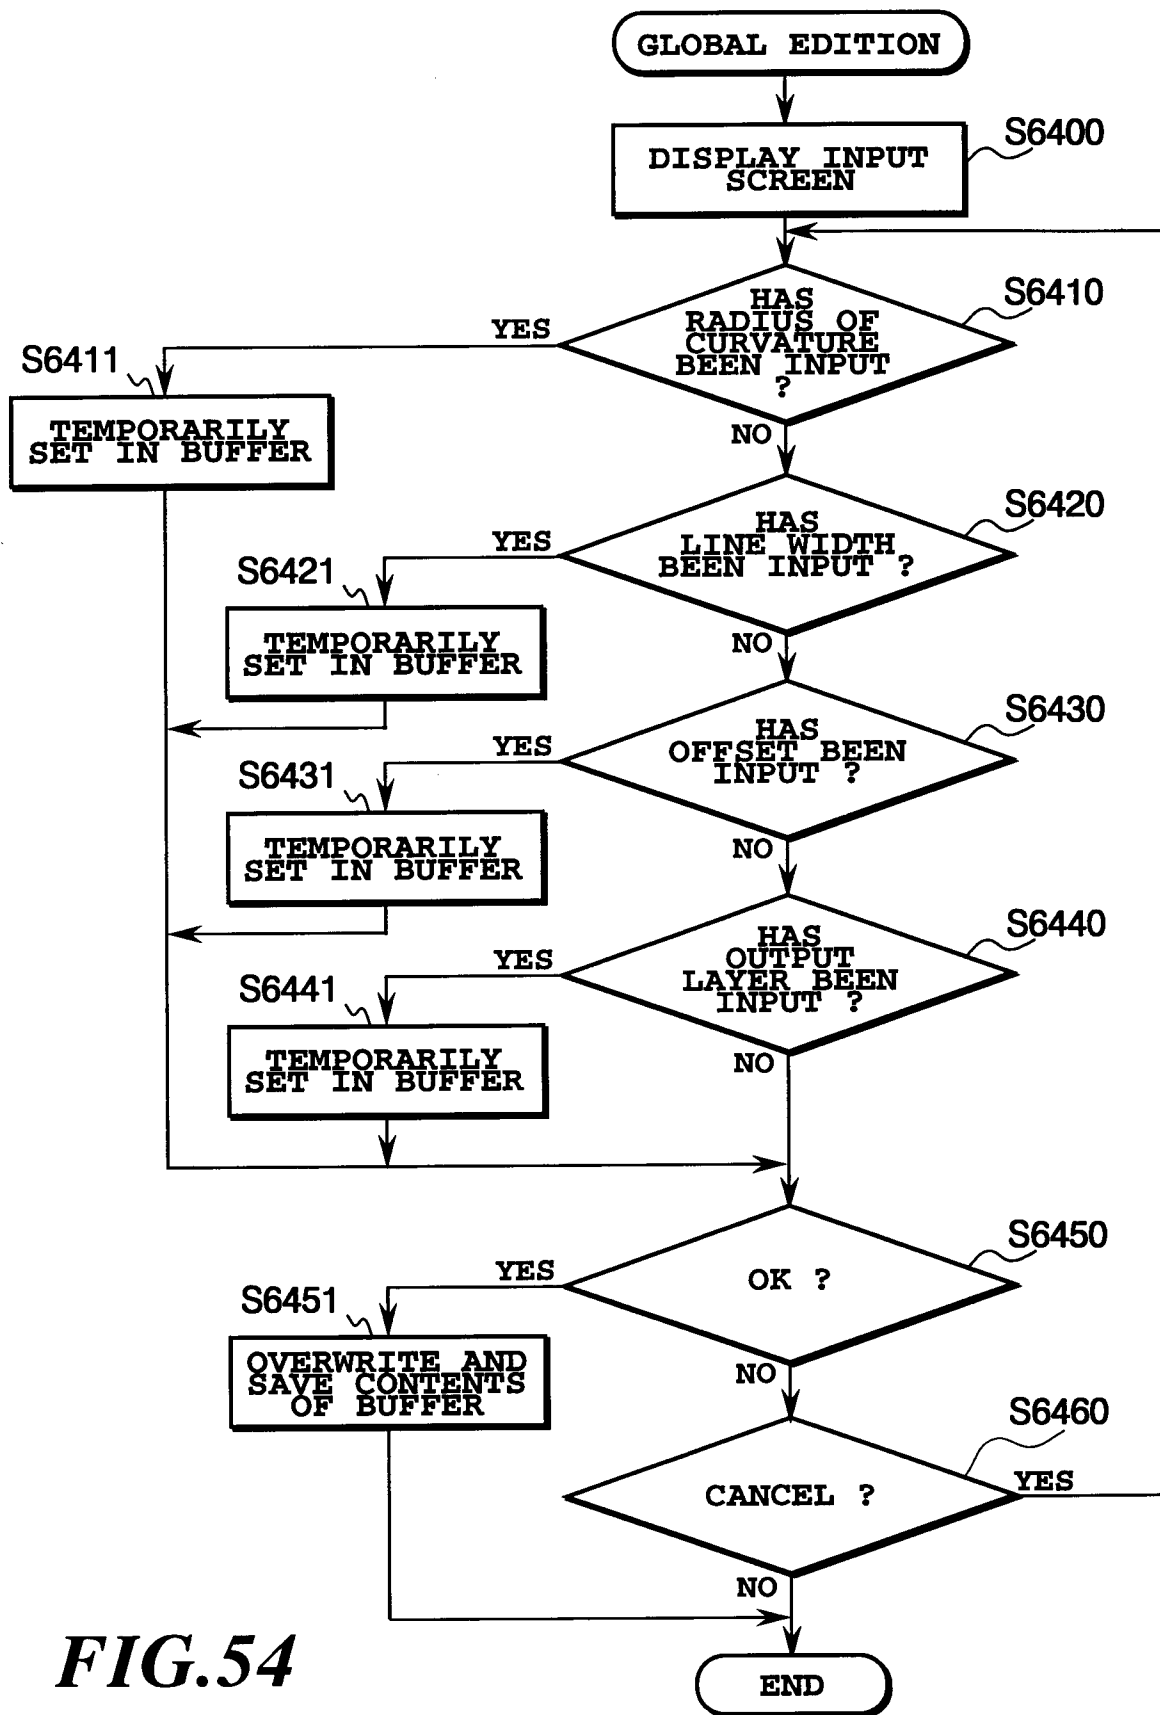 GLOBAL EDITION
S6400
DISPLAY INPUT
SCREEN
S6410
HAS
RADIUS OF
CURVATURE
BEEN INPUT
?
YES
NO
S6411
TEMPORARILY
SET IN BUFFER
S6420
HAS
LINE WIDTH
BEEN INPUT ?
YES
NO
S6421
TEMPORARILY
SET IN BUFFER
S6430
HAS
OFFSET BEEN
INPUT ?
YES
NO
S6431
TEMPORARILY
SET IN BUFFER
S6440
HAS
OUTPUT
LAYER BEEN
INPUT ?
YES
NO
S6441
TEMPORARILY
SET IN BUFFER
S6450
OK ?
YES
NO
S6451
OVERWRITE AND
SAVE CONTENTS
OF BUFFER
S6460
CANCEL ?
YES
NO
END
FIG.54